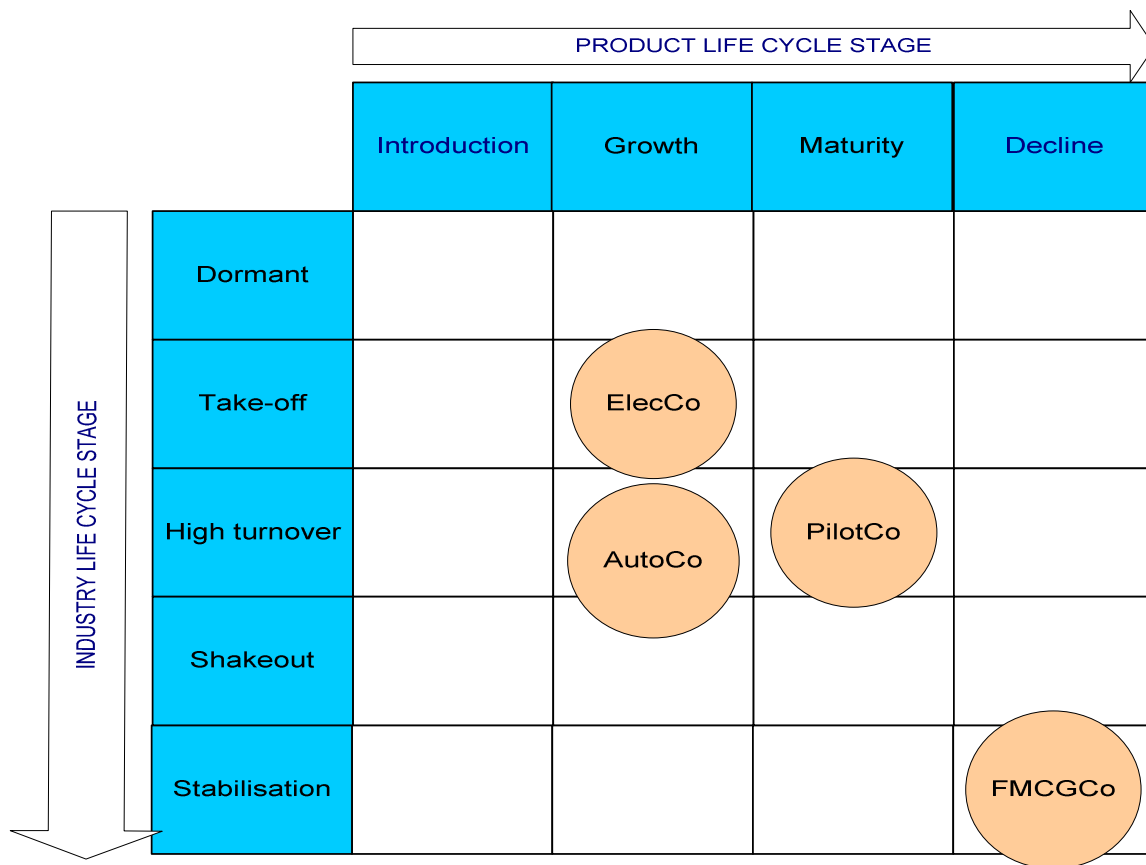 PRODUCT LIFE CYCLE STAGE
Introduction
Growth
Maturity
Decline
INDUSTRY LIFE CYCLE STAGE
Dormant
Take-off
ElecCo
High turnover
AutoCo
PilotCo
Shakeout
Stabilisation
FMCGCo